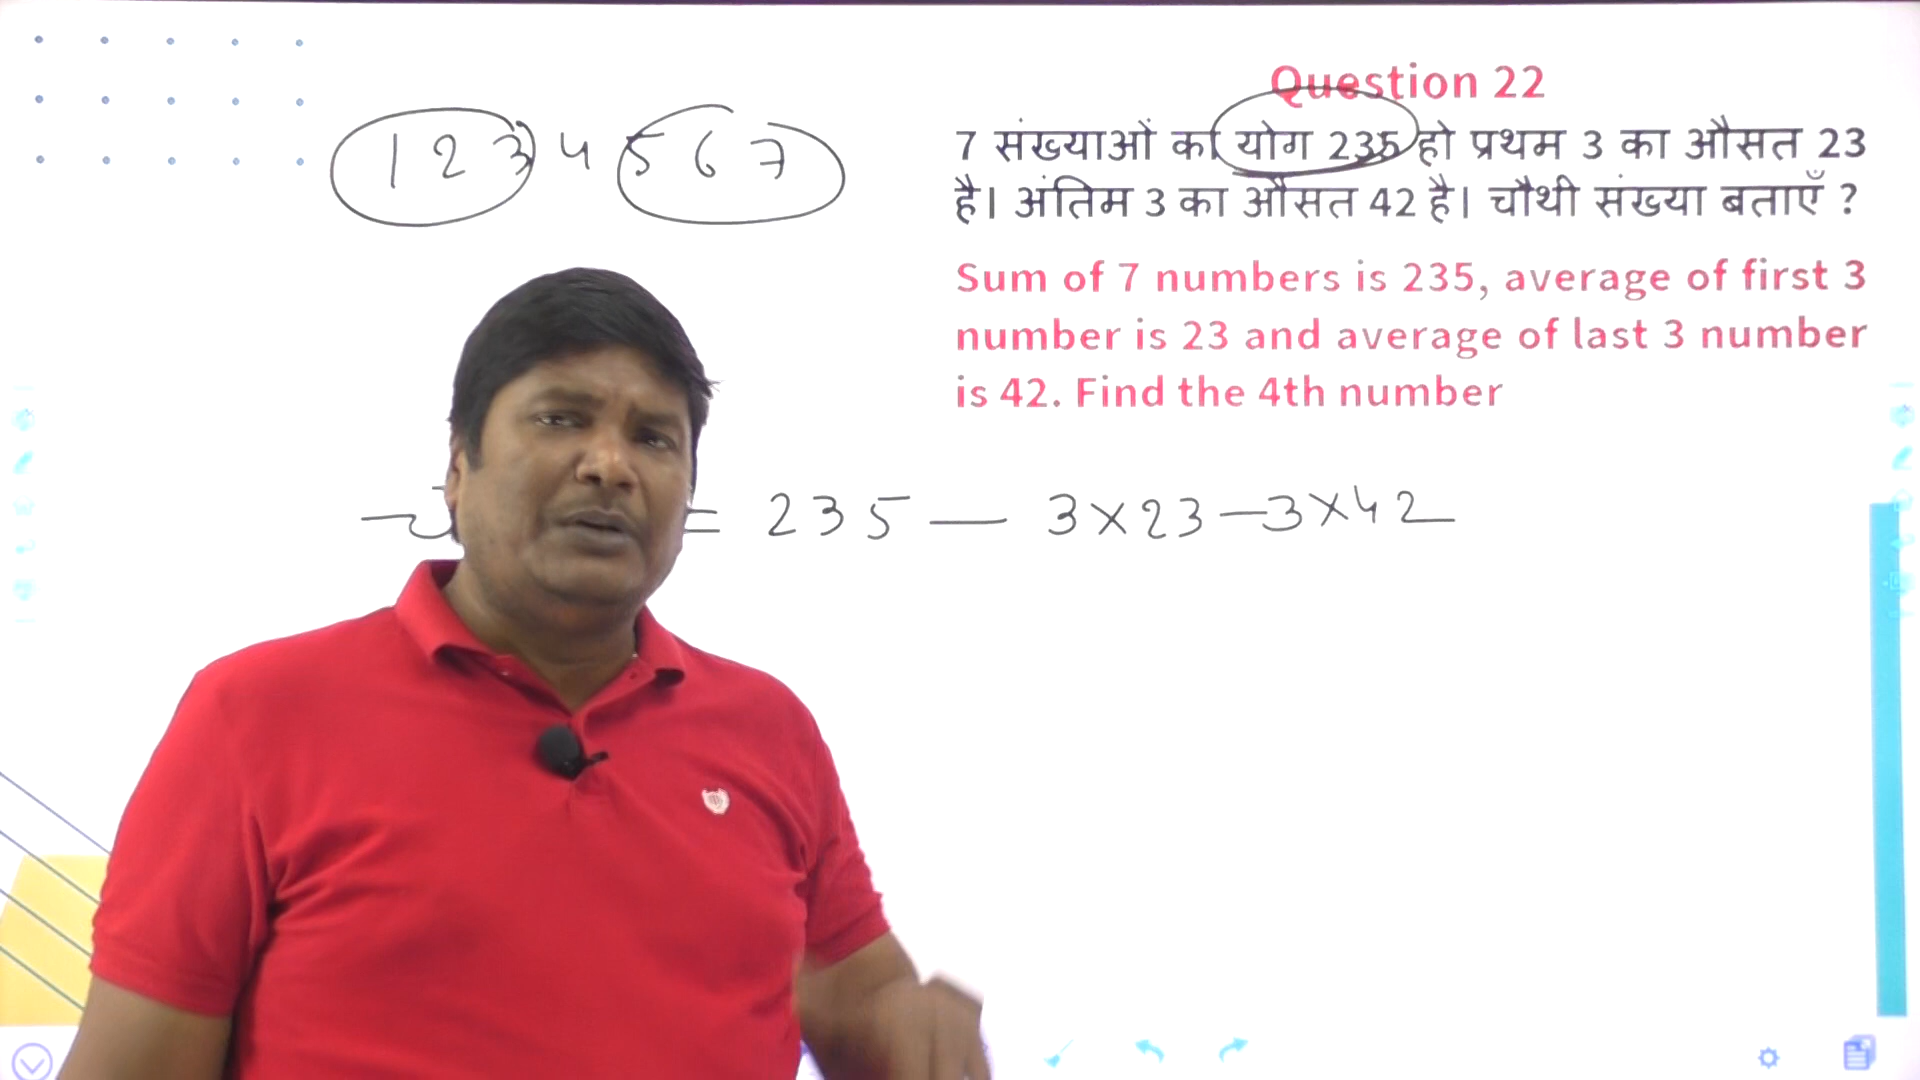 Question 22
1 2 3 4 5 6 7
7 संख्याओं का योग 235 हो प्रथम 3 का औसत 23
है। अंतिम 3 का औसत 42 है। चौथी संख्या बताएँ ?
Sum of 7 numbers is 235, average of first 3
number is 23 and average of last 3 number
is 42. Find the 4th number
= 235 — 3×23 – 3×42